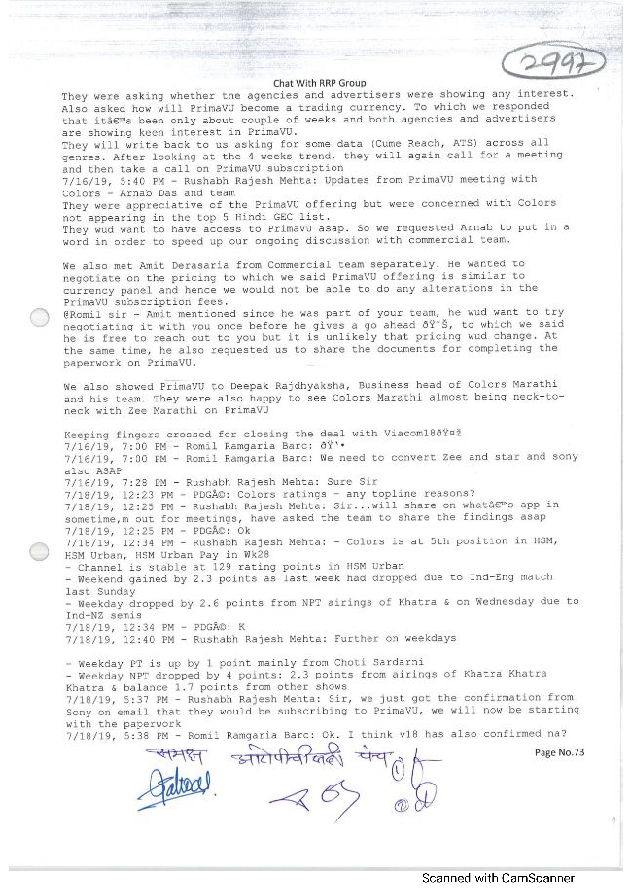 2997
Chat With RRP Group
They were asking whether the agencies and advertisers were showing any interest.
Also asked how will PrimaVU become a trading currency. To which we responded
that itâ€™s been only about couple of weeks and both agencies and advertisers
are showing keen interest in PrimaVU.
They will write back to us asking for some data (Cume Reach, ATS) across all
genres. After looking at the 4 weeks trend, they will again call for a meeting
and then take a call on PrimaVU subscription
7/16/19, 5:40 PM - Rushabh Rajesh Mehta: Updates from PrimaVU meeting with
Colors - Arnab Das and team
They were appreciative of the PrimaVU offering but were concerned with Colors
not appearing in the top 5 Hindi GEC list.
They wud want to have access to PrimaVU asap. So we requested Arnab to put in a
word in order to speed up our ongoing discussion with commercial team.
We also met Amit Derasaria from Commercial team separately. He wanted to
negotiate on the pricing to which we said PrimaVU offering is similar to
currency panel and hence we would not be able to do any alterations in the
PrimaVU subscription fees.
@Romil sir - Amit mentioned since he was part of your team, he wud want to try
negotiating it with you once before he gives a go ahead ðŸ˜Š, to which we said
he is free to reach out to you but it is unlikely that pricing wud change. At
the same time, he also requested us to share the documents for completing the
paperwork on PrimaVU.
We also showed PrimaVU to Deepak Rajdhyaksha, Business head of Colors Marathi
and his team. They were also happy to see Colors Marathi almost being neck-to-
neck with Zee Marathi on PrimaVU
Keeping fingers crossed for closing the deal with Viacom18ðŸ¤ž
7/16/19, 7:00 PM - Romil Ramgaria Barc: ðŸ‘
7/16/19, 7:00 PM - Romil Ramgaria Barc: We need to convert Zee and star and sony
also ASAP
7/16/19, 7:28 PM - Rushabh Rajesh Mehta: Sure Sir
7/18/19, 12:23 PM - PDGÂ©: Colors ratings - any topline reasons?
7/18/19, 12:25 PM - Rushabh Rajesh Mehta: Sir...will share on whatâ€™s app in
sometime,m out for meetings, have asked the team to share the findings asap
7/18/19, 12:25 PM - PDGÂ©: Ok
7/18/19, 12:34 PM - Rushabh Rajesh Mehta: - Colors is at 5th position in HSM,
HSM Urban, HSM Urban Pay in Wk28
- Channel is stable at 129 rating points in HSM Urban
- Weekend gained by 2.3 points as last week had dropped due to Ind-Eng match
last Sunday
- Weekday dropped by 2.6 points from NPT airings of Khatra & on Wednesday due to
Ind-NZ semis
7/18/19, 12:34 PM - PDGÂ©: K
7/18/19, 12:40 PM - Rushabh Rajesh Mehta: Further on weekdays
- Weekday PT is up by 1 point mainly from Choti Sardarni
- Weekday NPT dropped by 4 points: 2.3 points from airings of Khatra Khatra
Khatra & balance 1.7 points from other shows
7/18/19, 5:37 PM - Rushabh Rajesh Mehta: Sir, we just got the confirmation from
Sony on email that they would be subscribing to PrimaVU, we will now be starting
with the paperwork
7/18/19, 5:38 PM - Romil Ramgaria Barc: Ok. I think v18 has also confirmed na?
Page No.73
समक्ष पंच
Scanned with CamScanner